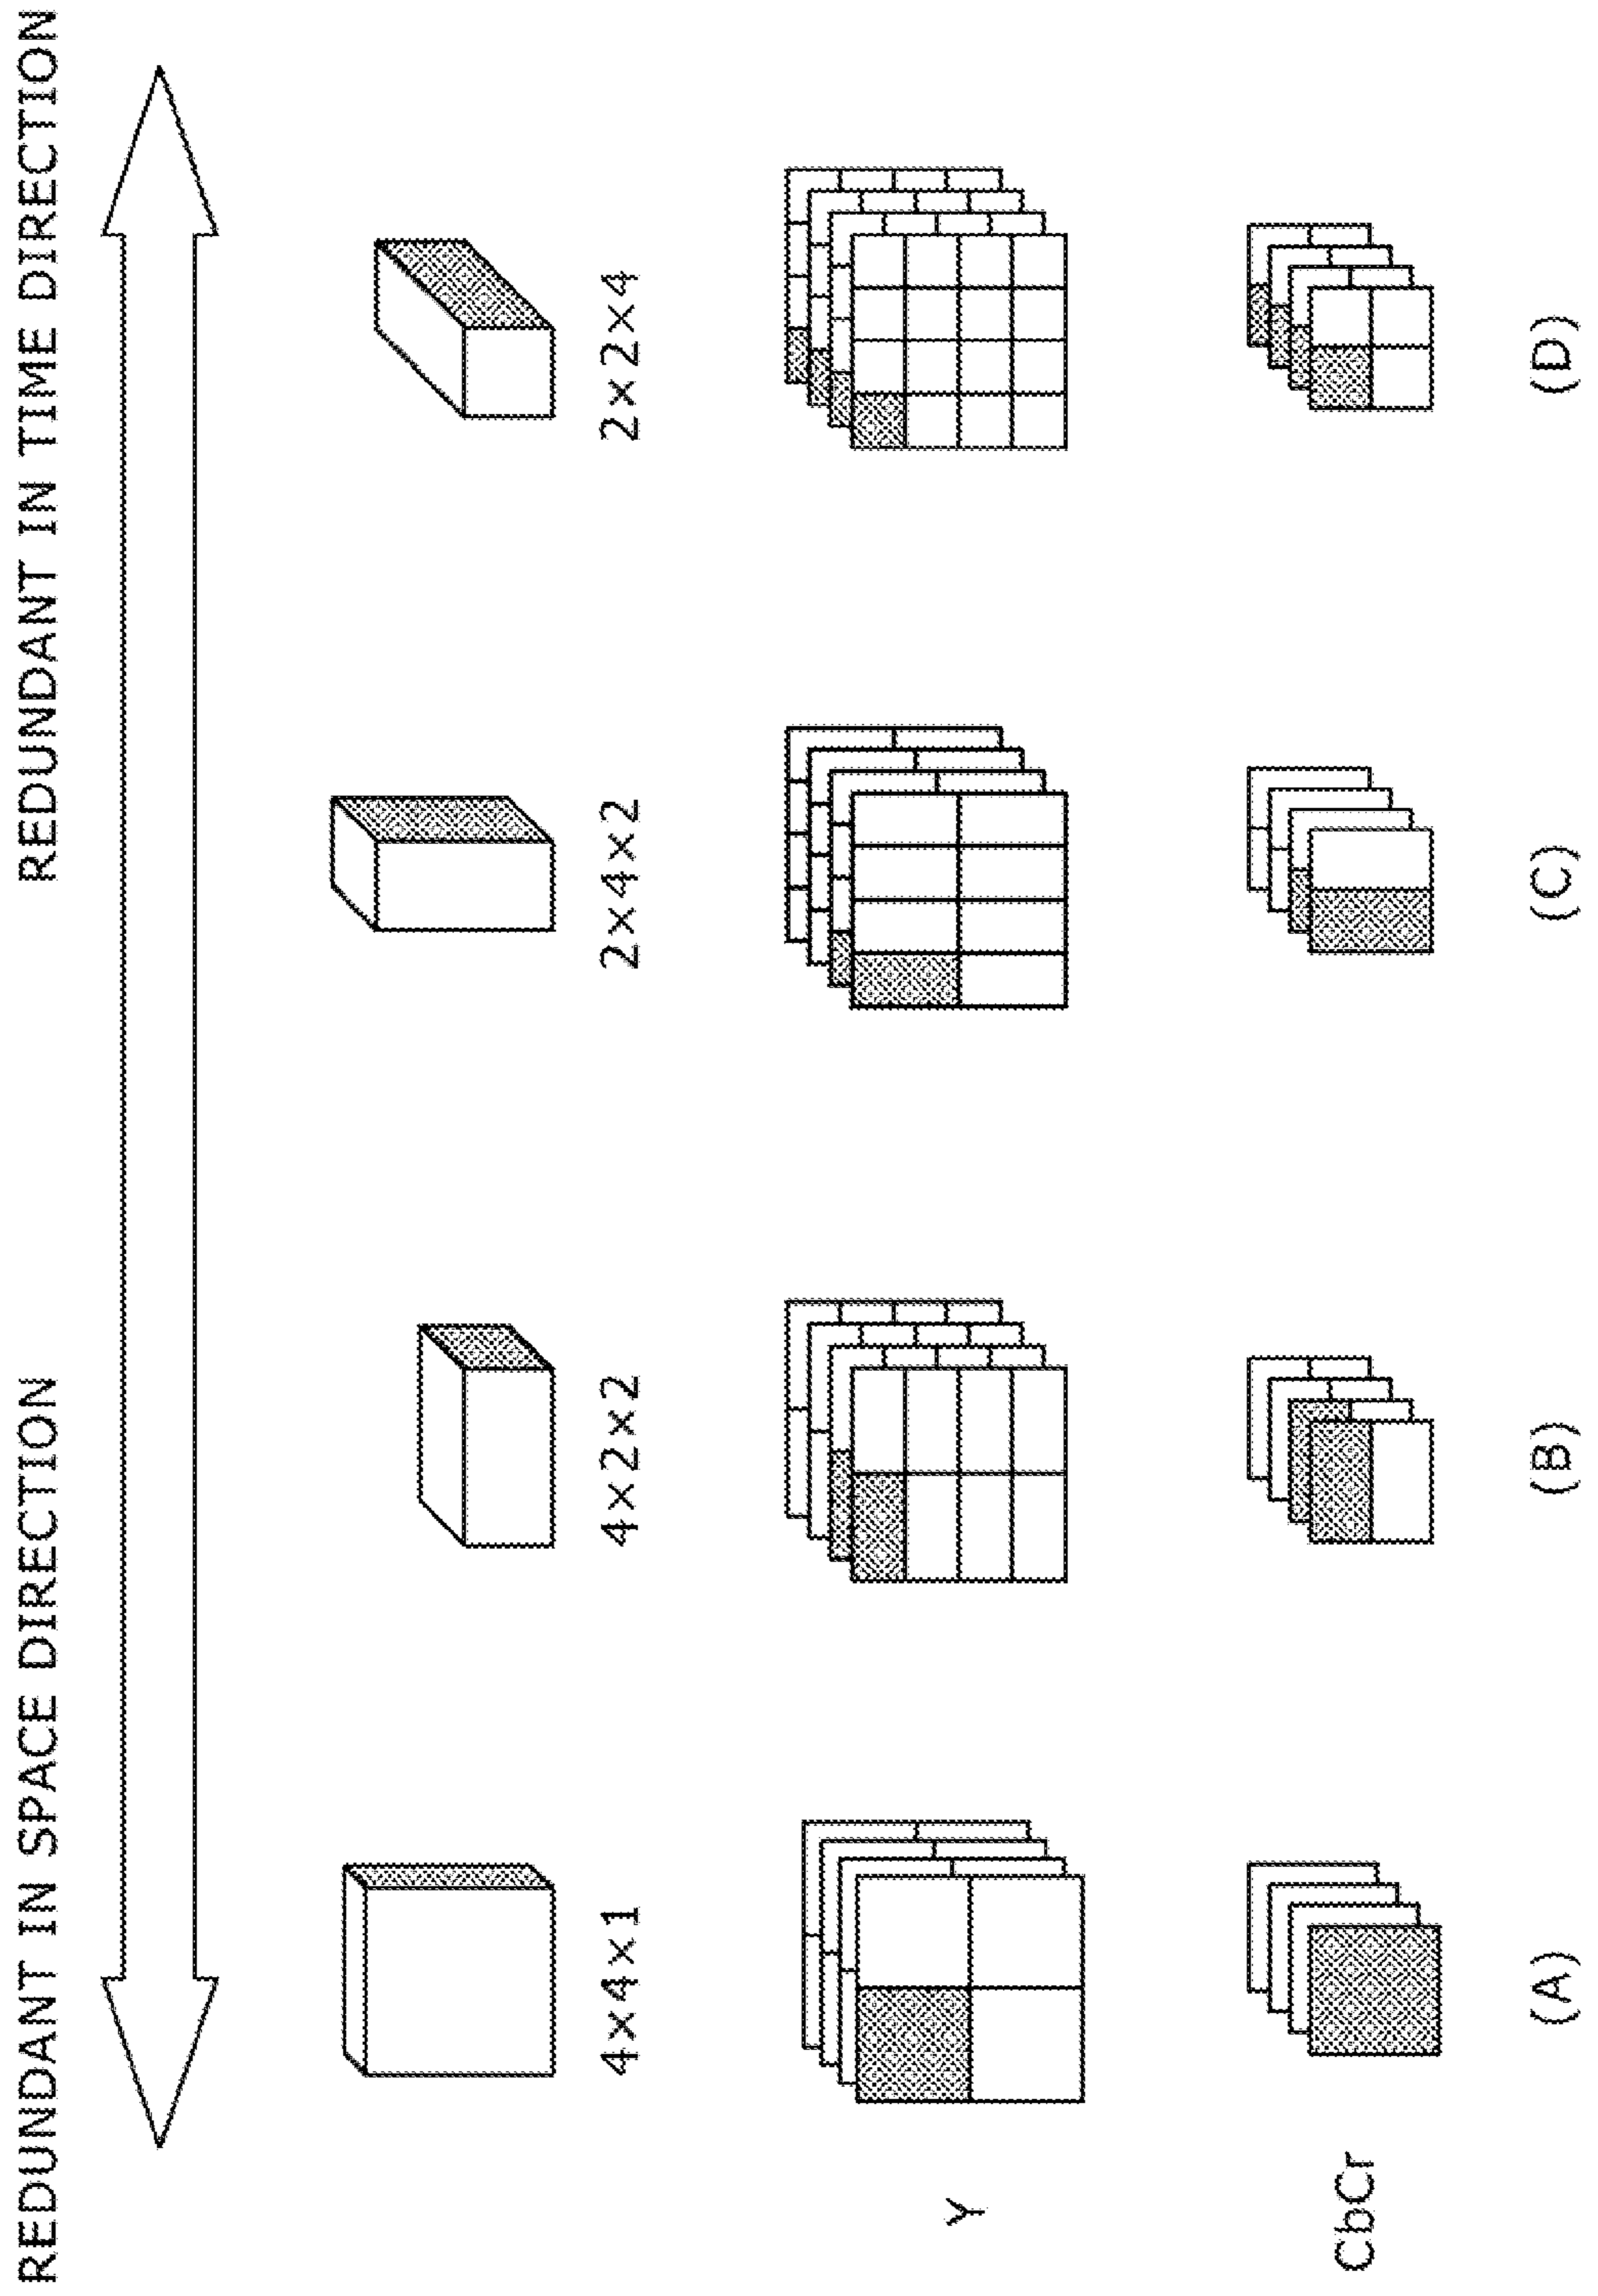 REDUNDANT IN SPACE DIRECTION
REDUNDANT IN TIME DIRECTION
4×4×1
4×2×2
2×4×2
2×2×4
Y
CbCr
(A)
(B)
(C)
(D)